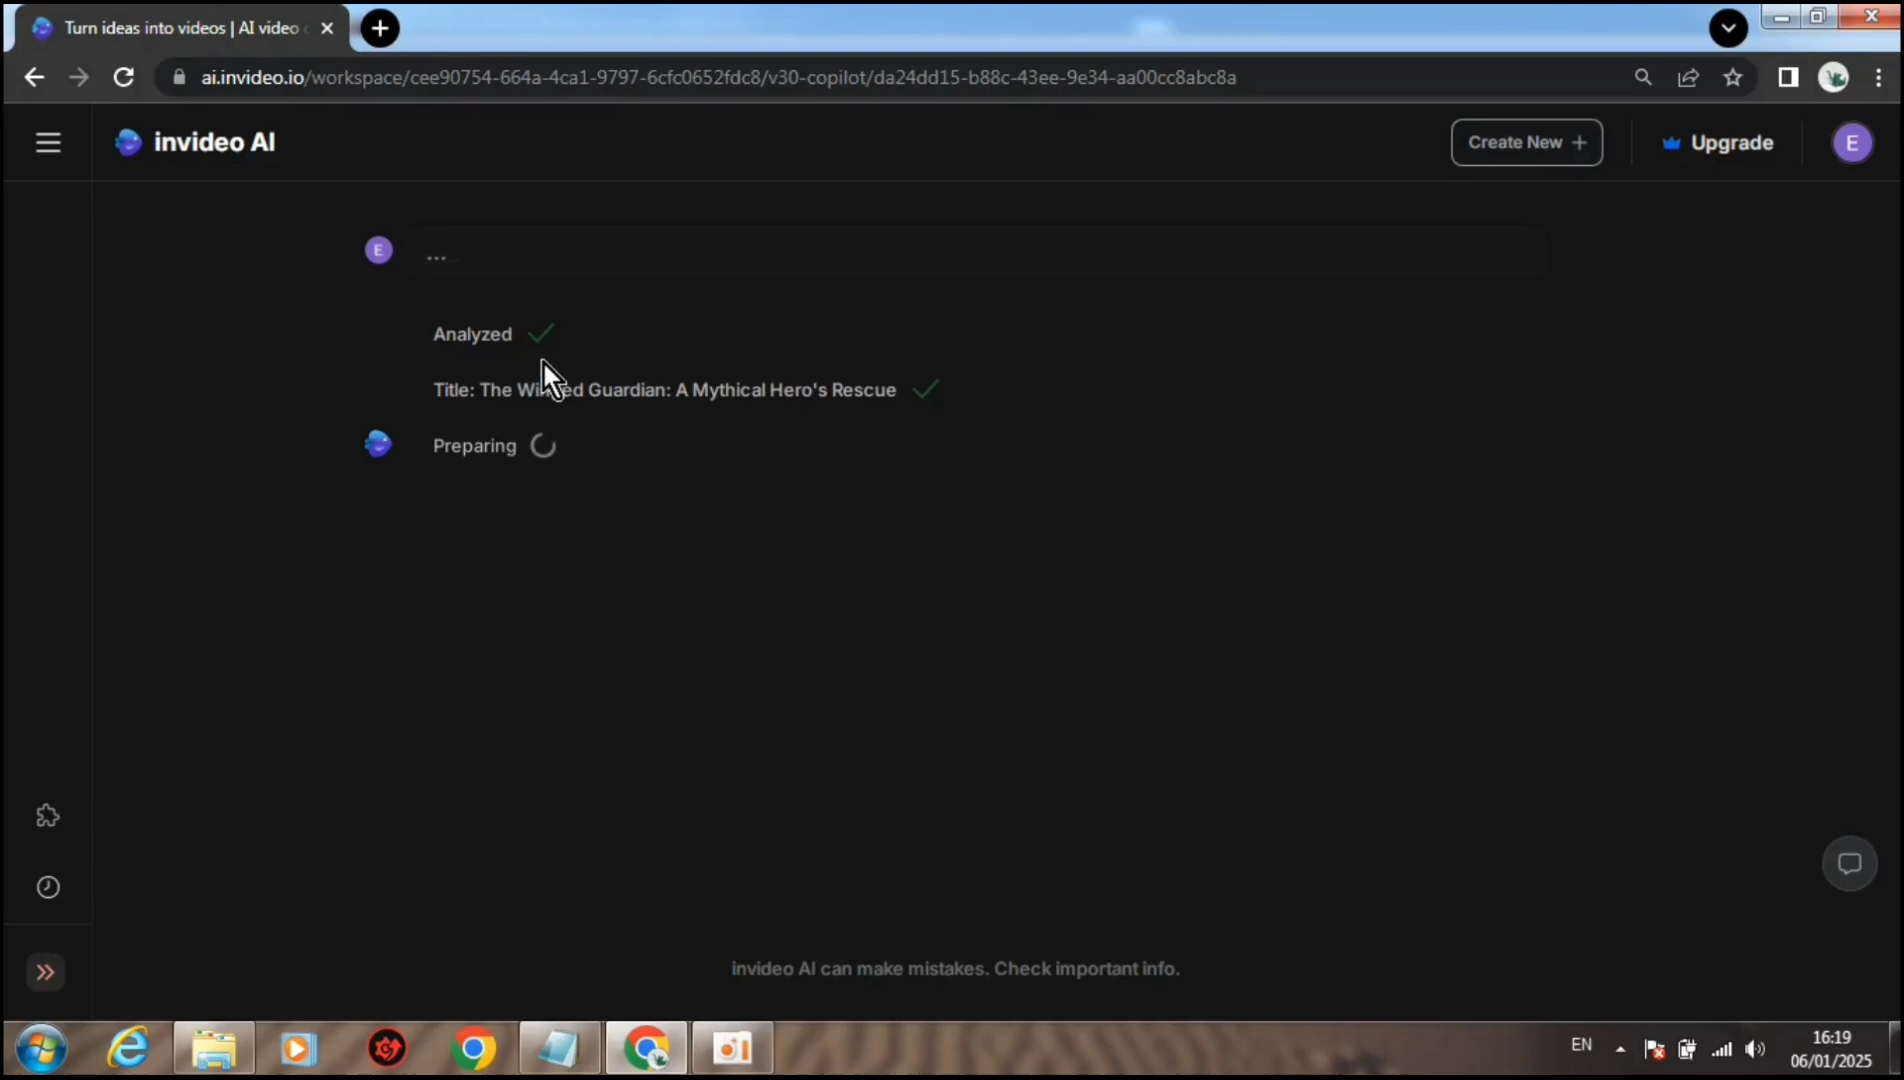 Turn ideas into videos | AI video
ai.invideo.io/workspace/cee90754-664a-4ca1-9797-6cfc0652fdc8/v30-copilot/da24dd15-b88c-43ee-9e34-aa00cc8abc8a
invideo AI
Create New +
Upgrade
E
E
...
Analyzed
Title: The Guardian: A Mythical Hero's Rescue
Preparing
invideo AI can make mistakes. Check important info.
EN
16:19
06/01/2025